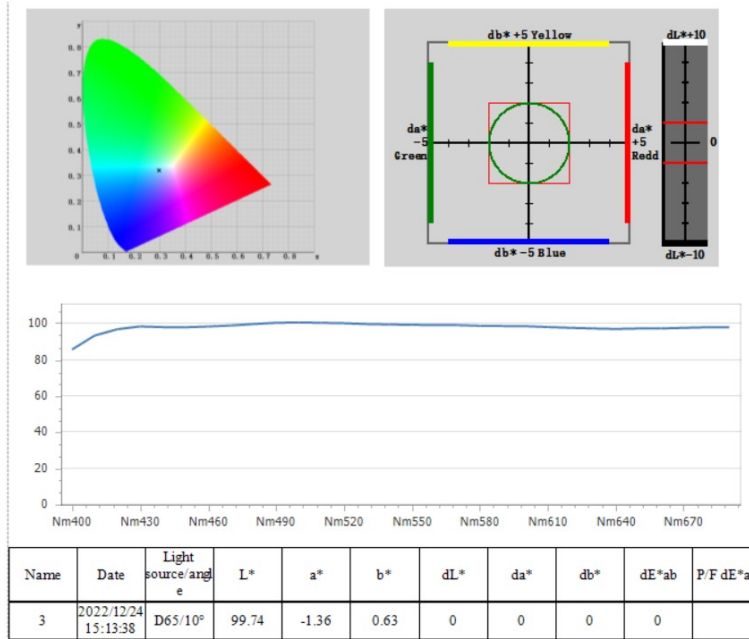 y
0.8
0.7
0.6
0.5
0.4
0.3
0.2
0.1
0.1 0.2 0.3 0.4 0.5 0.6 0.7 0.8 x
db* +5 Yellow
da*
-5
Green
da*
+5
Redd
db* -5 Blue
dL*+10
0
dL*-10
100
80
60
40
20
0
Nm400 Nm430 Nm460 Nm490 Nm520 Nm550 Nm580 Nm610 Nm640 Nm670
Name Date Light source/angl e L* a* b* dL* da* db* dE*ab P/F dE*a
3 2022/12/24 15:13:38 D65/10° 99.74 -1.36 0.63 0 0 0 0